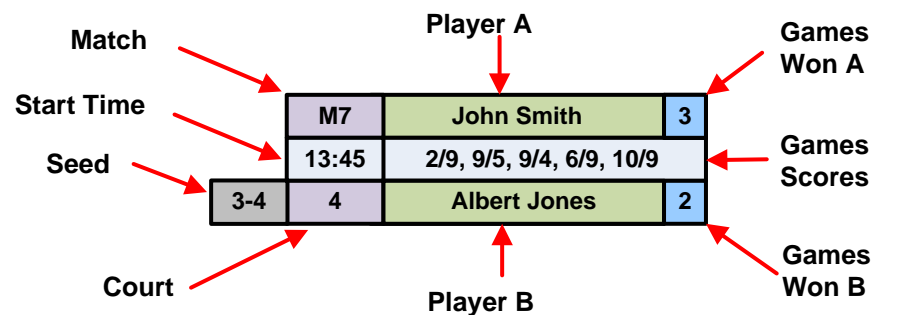 Player A
Match
Games
Won A
Start Time
M7 John Smith 3
13:45 2/9, 9/5, 9/4, 6/9, 10/9
Games
Scores
Seed
3-4 4 Albert Jones 2
Games
Won B
Court
Player B